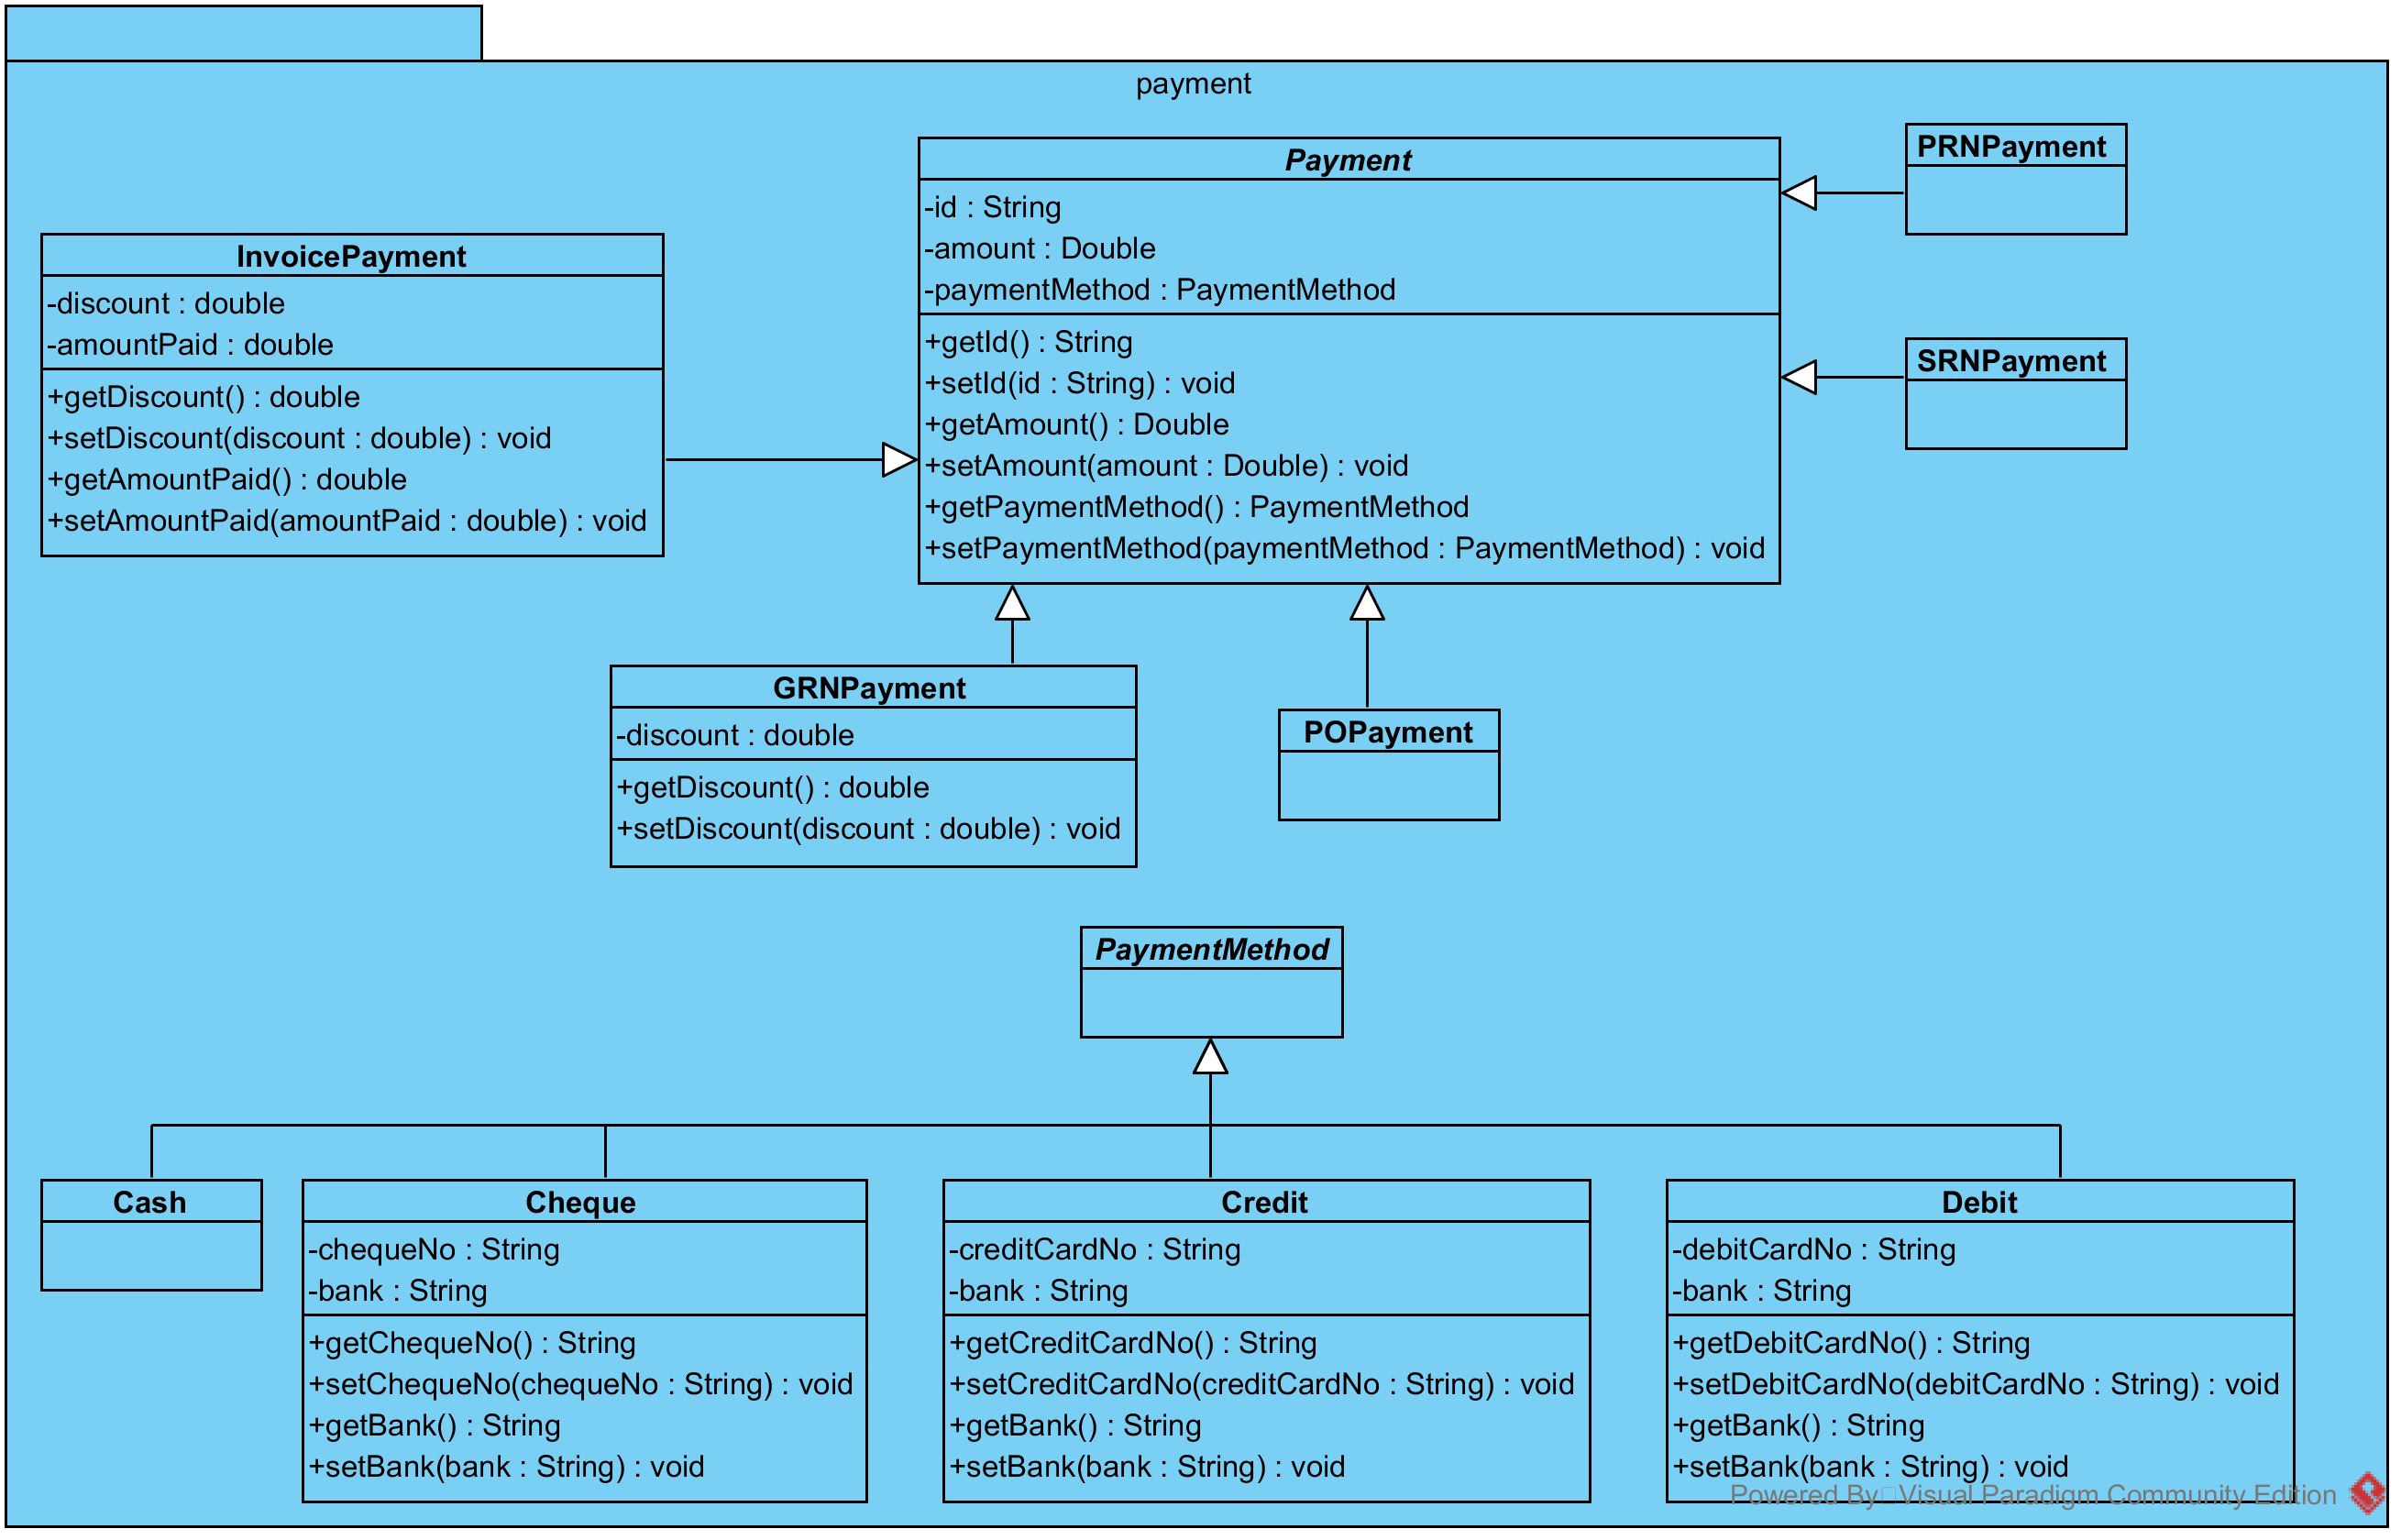 payment
Payment
-id : String
-amount : Double
-paymentMethod : PaymentMethod
+getId() : String
+setId(id : String) : void
+getAmount() : Double
+setAmount(amount : Double) : void
+getPaymentMethod() : PaymentMethod
+setPaymentMethod(paymentMethod : PaymentMethod) : void
PRNPayment
SRNPayment
InvoicePayment
-discount : double
-amountPaid : double
+getDiscount() : double
+setDiscount(discount : double) : void
+getAmountPaid() : double
+setAmountPaid(amountPaid : double) : void
GRNPayment
-discount : double
+getDiscount() : double
+setDiscount(discount : double) : void
POPayment
PaymentMethod
Cash
Cheque
-chequeNo : String
-bank : String
+getChequeNo() : String
+setChequeNo(chequeNo : String) : void
+getBank() : String
+setBank(bank : String) : void
Credit
-creditCardNo : String
-bank : String
+getCreditCardNo() : String
+setCreditCardNo(creditCardNo : String) : void
+getBank() : String
+setBank(bank : String) : void
Debit
-debitCardNo : String
-bank : String
+getDebitCardNo() : String
+setDebitCardNo(debitCardNo : String) : void
+getBank() : String
+setBank(bank : String) : void
Powered By Visual Paradigm Community Edition